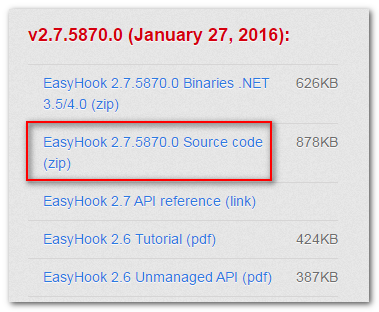 v2.7.5870.0 (January 27, 2016):
EasyHook 2.7.5870.0 Binaries .NET 626KB
3.5/4.0 (zip)
EasyHook 2.7.5870.0 Source code 878KB
(zip)
EasyHook 2.7 API reference (link)
EasyHook 2.6 Tutorial (pdf) 424KB
EasyHook 2.6 Unmanaged API (pdf) 387KB